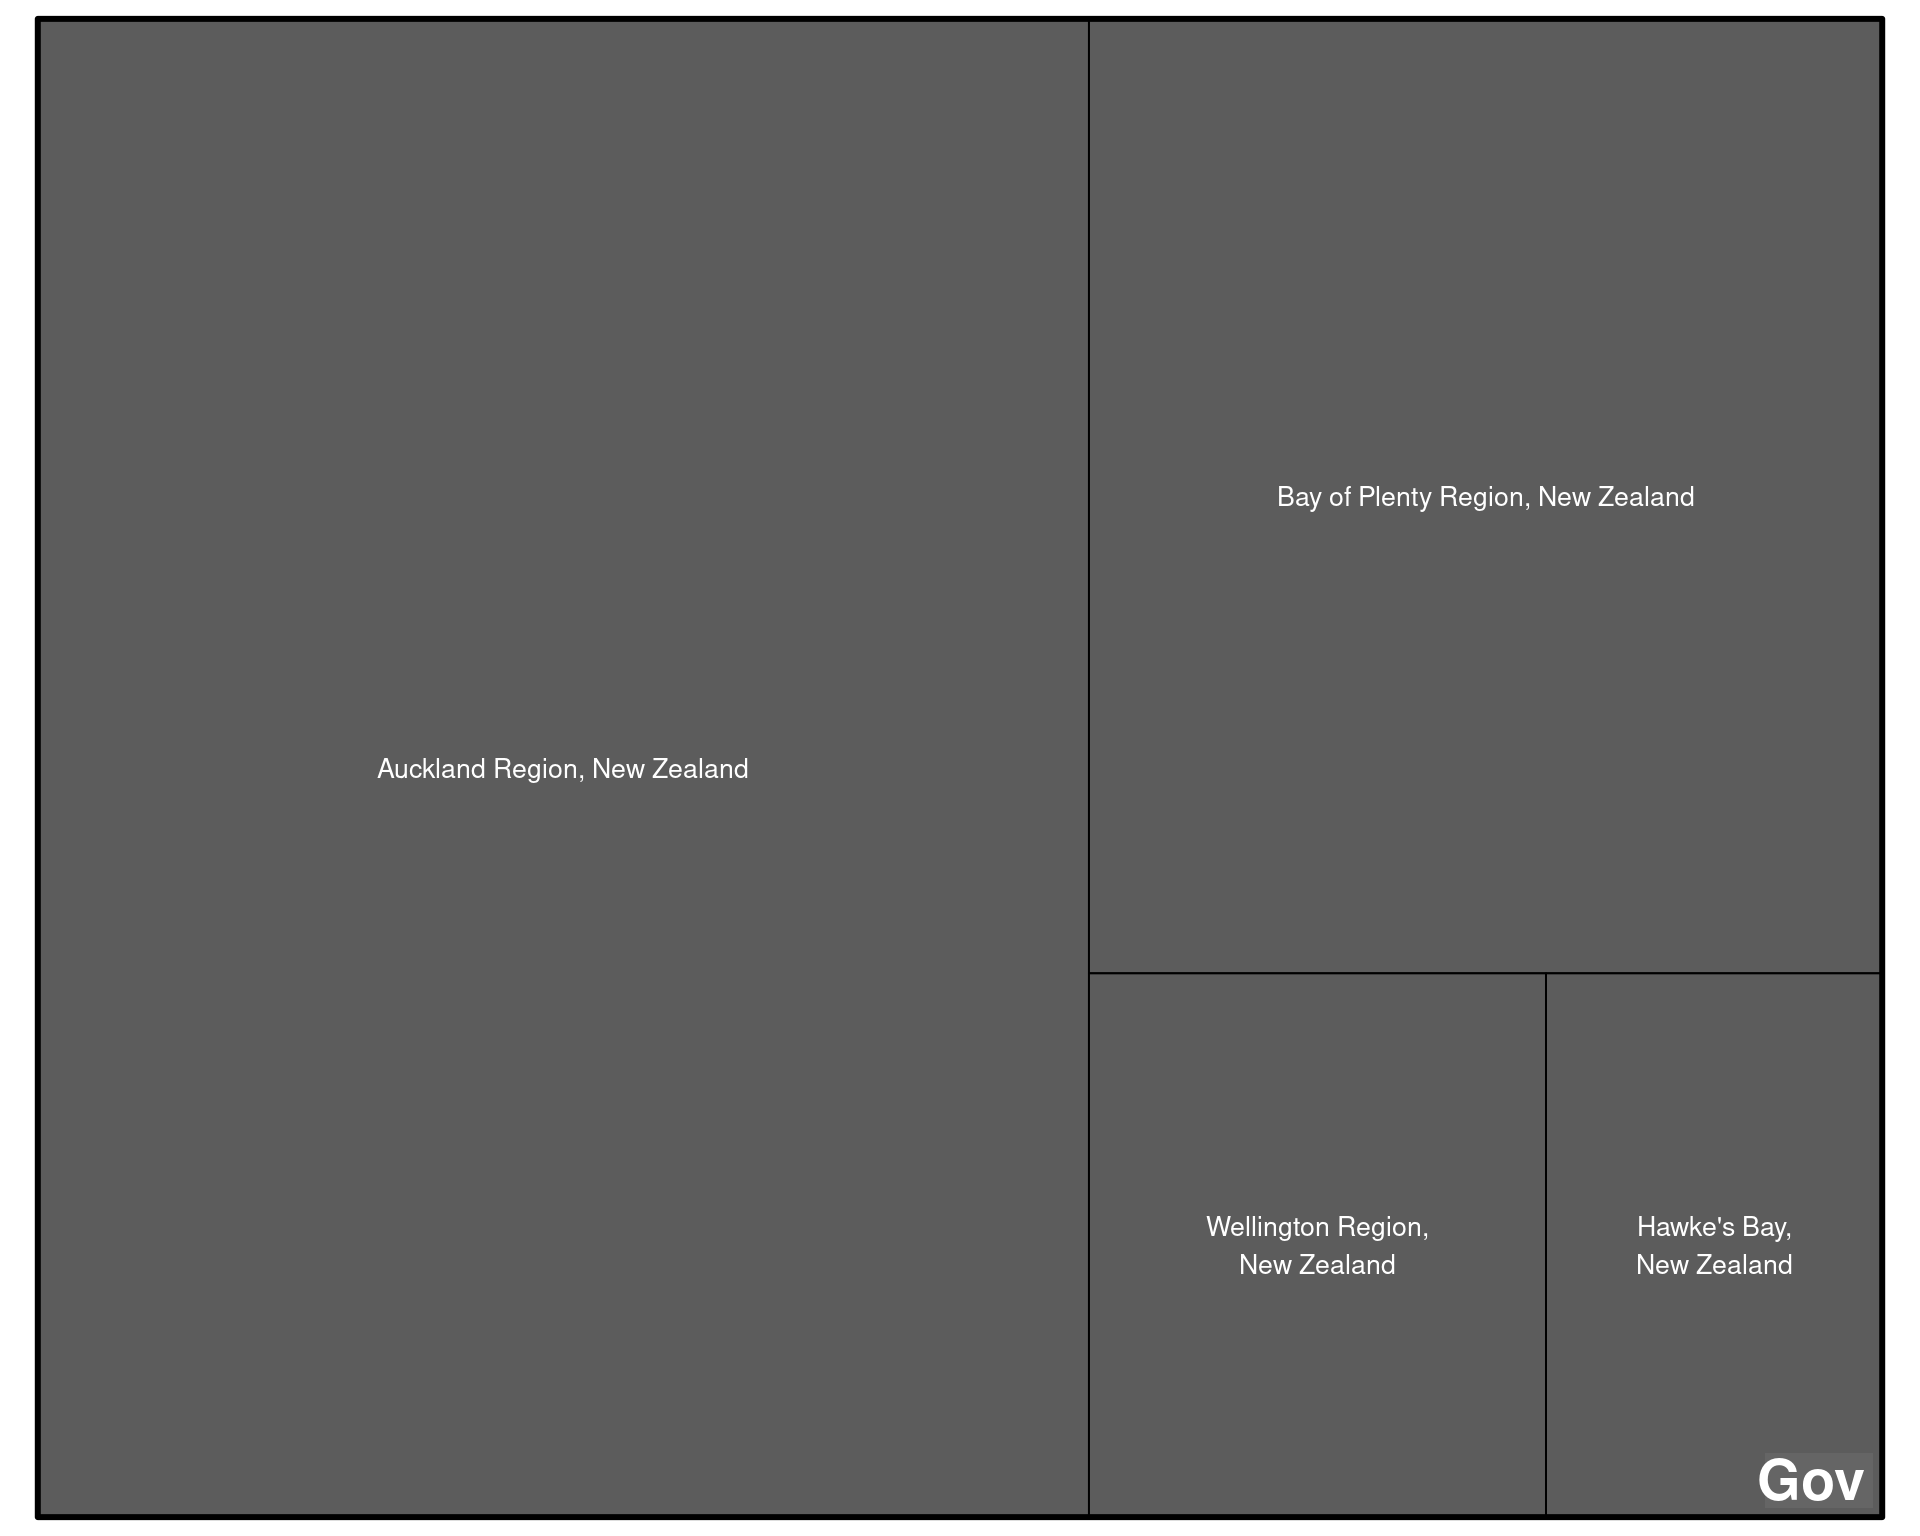 Auckland Region, New Zealand
Bay of Plenty Region, New Zealand
Wellington Region,
New Zealand
Hawke's Bay,
New Zealand
Gov